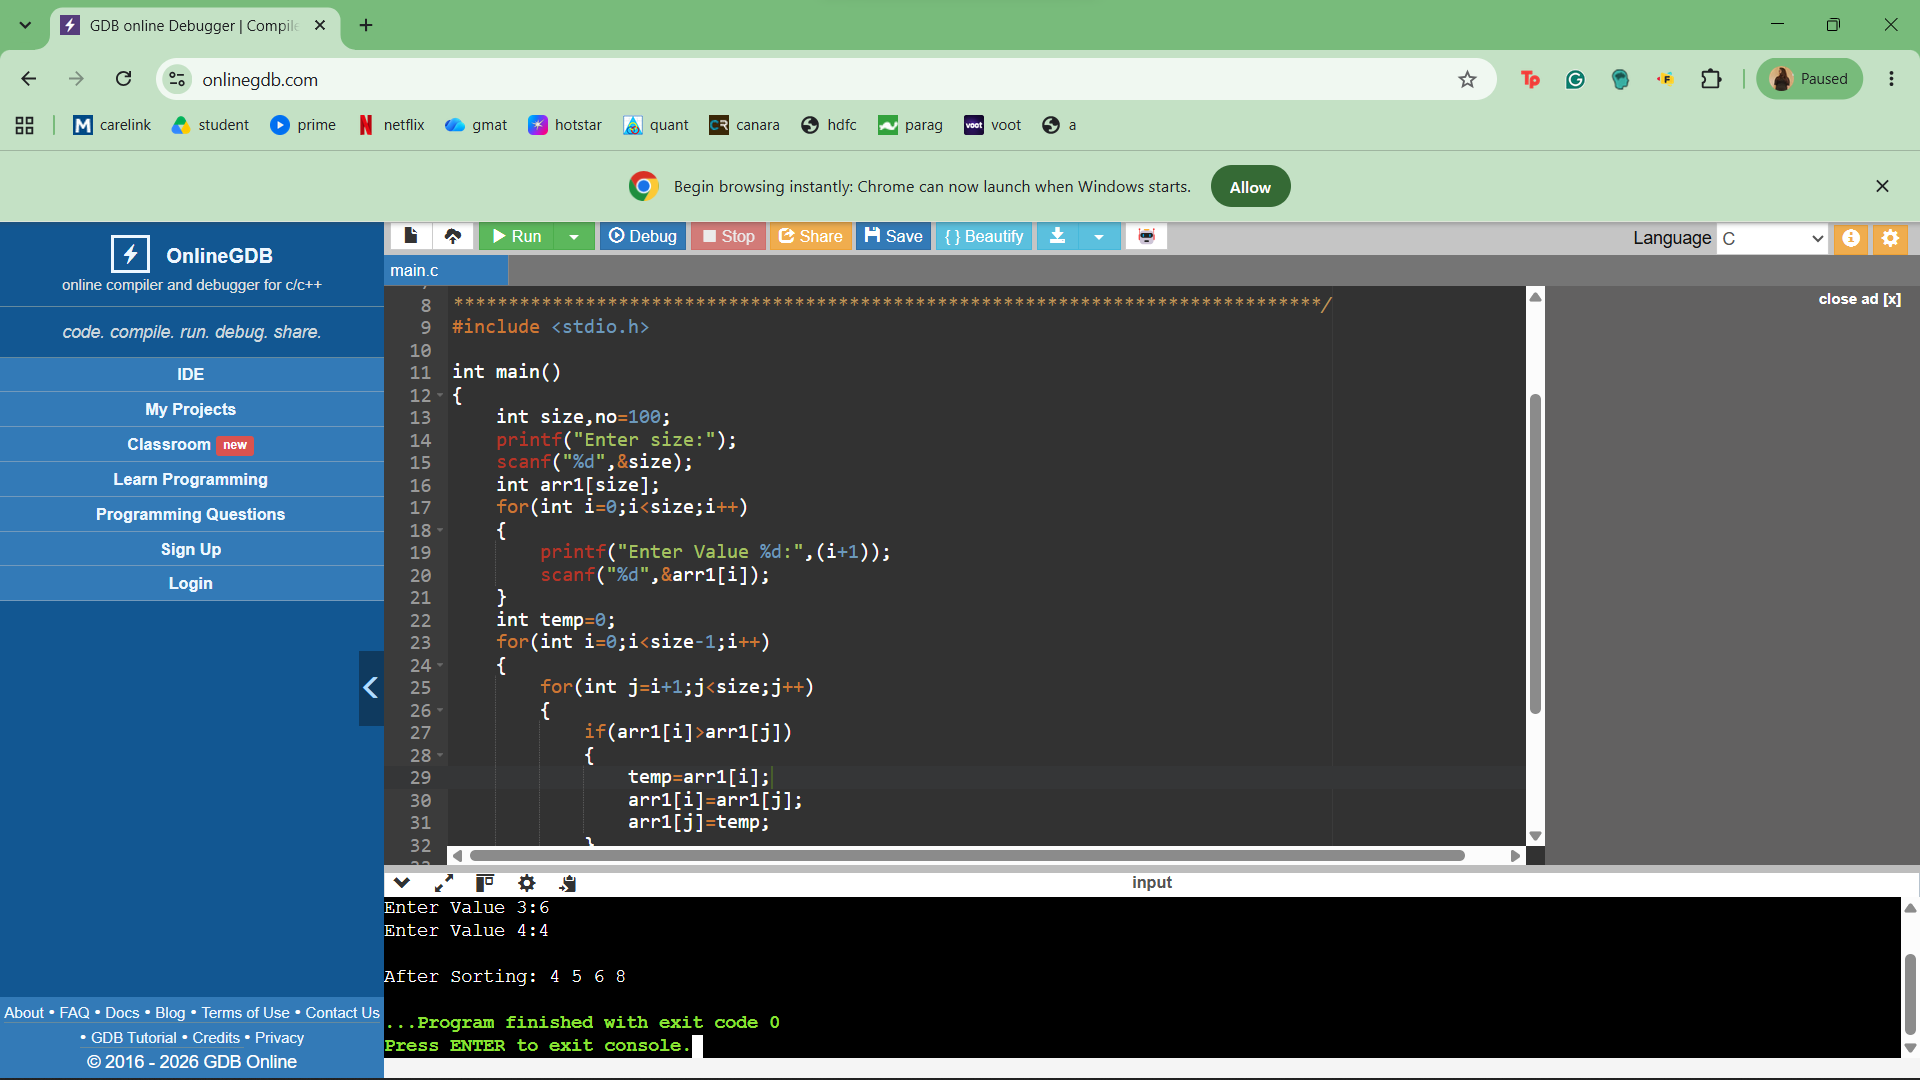 GDB online Debugger | Compile
onlinegdb.com
Tp
G
F
Paused
M carelink
student
prime
N netflix
gmat
hotstar
quant
CR canara
hdfc
parag
voot voot
a
Begin browsing instantly: Chrome can now launch when Windows starts.
Allow
OnlineGDB
online compiler and debugger for c/c++
code. compile. run. debug. share.
IDE
My Projects
Classroom new
Learn Programming
Programming Questions
Sign Up
Login
About • FAQ • Docs • Blog • Terms of Use • Contact Us
• GDB Tutorial • Credits • Privacy
© 2016 - 2026 GDB Online
Run
Debug
Stop
Share
Save
{ } Beautify
Language C
main.c
close ad [x]
8 *******************************************************************************/
9 #include <stdio.h>
10
11 int main()
12 {
13 int size,no=100;
14 printf("Enter size:");
15 scanf("%d",&size);
16 int arr1[size];
17 for(int i=0;i<size;i++)
18 {
19 printf("Enter Value %d:",(i+1));
20 scanf("%d",&arr1[i]);
21 }
22 int temp=0;
23 for(int i=0;i<size-1;i++)
24 {
25 for(int j=i+1;j<size;j++)
26 {
27 if(arr1[i]>arr1[j])
28 {
29 temp=arr1[i];
30 arr1[i]=arr1[j];
31 arr1[j]=temp;
32 }
input
Enter Value 3:6
Enter Value 4:4
After Sorting: 4 5 6 8
...Program finished with exit code 0
Press ENTER to exit console.